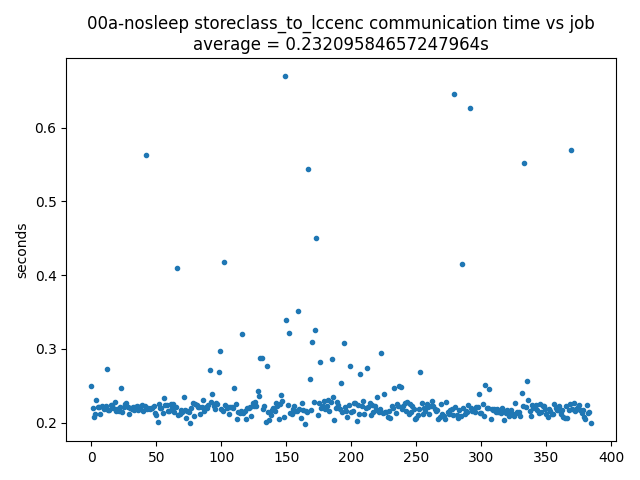 00a-nosleep storeclass_to_lccenc communication time vs job
average = 0.23209584657247964s
seconds
0.6
0.5
0.4
0.3
0.2
0 50 100 150 200 250 300 350 400